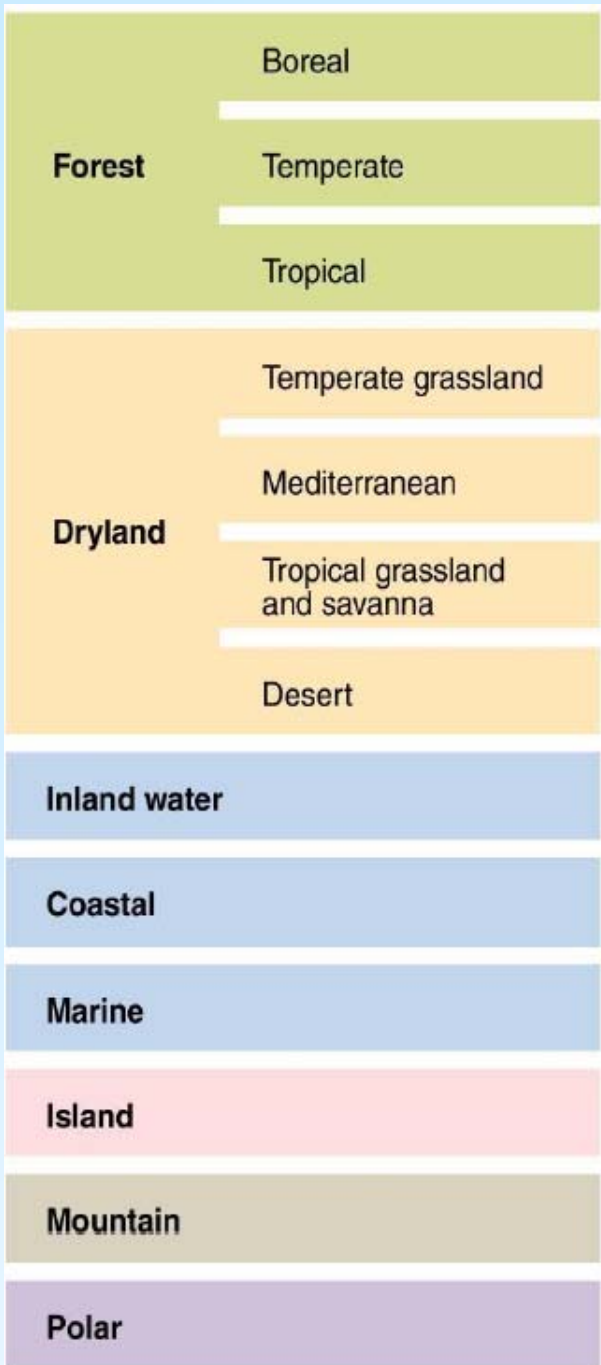 Forest
Boreal
Temperate
Tropical
Dryland
Temperate grassland
Mediterranean
Tropical grassland
and savanna
Desert
Inland water
Coastal
Marine
Island
Mountain
Polar